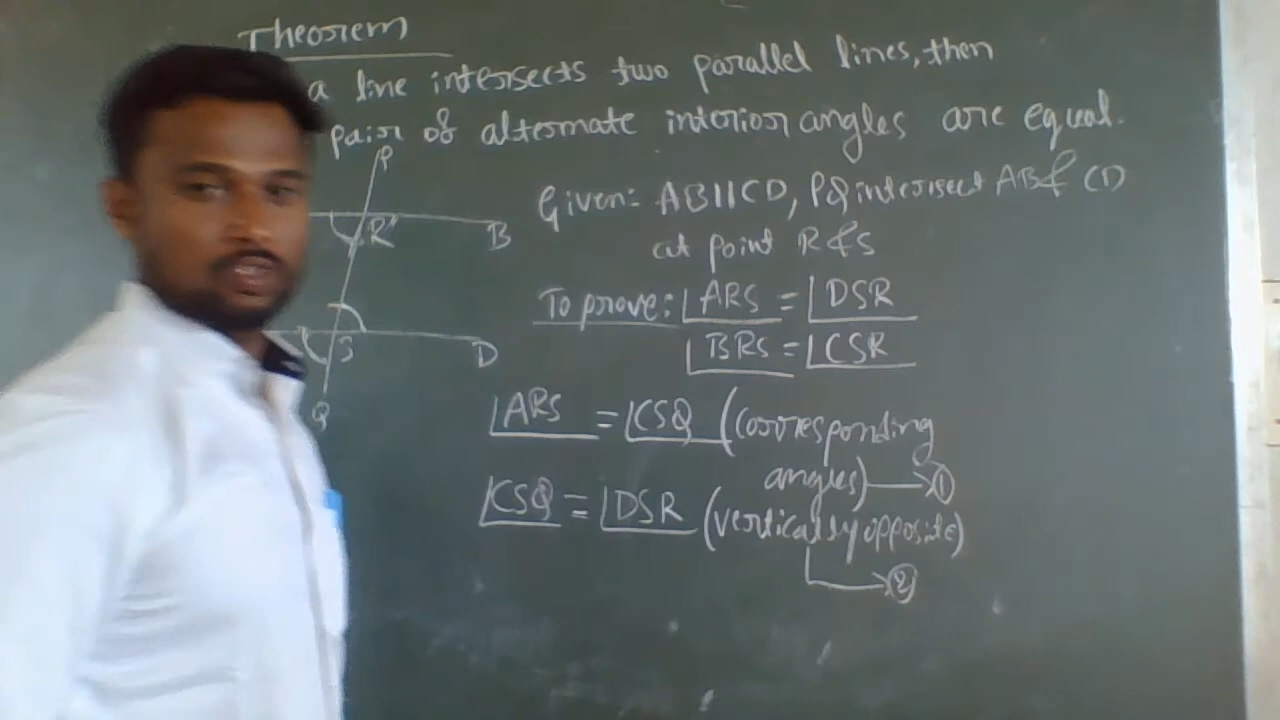 Theorem
a line intersects two parallel lines, then
pair of alternate interior angles are equal.
P
Given: AB||CD, PQ intersect AB & CD
R
B
at point R & S
To prove: ∠ARS = ∠DSR
∠BRS = ∠CSR
S
D
Q
∠ARS = ∠CSQ (corresponding
angles) → ①
∠CSQ = ∠DSR (vertically opposite)
→ ②